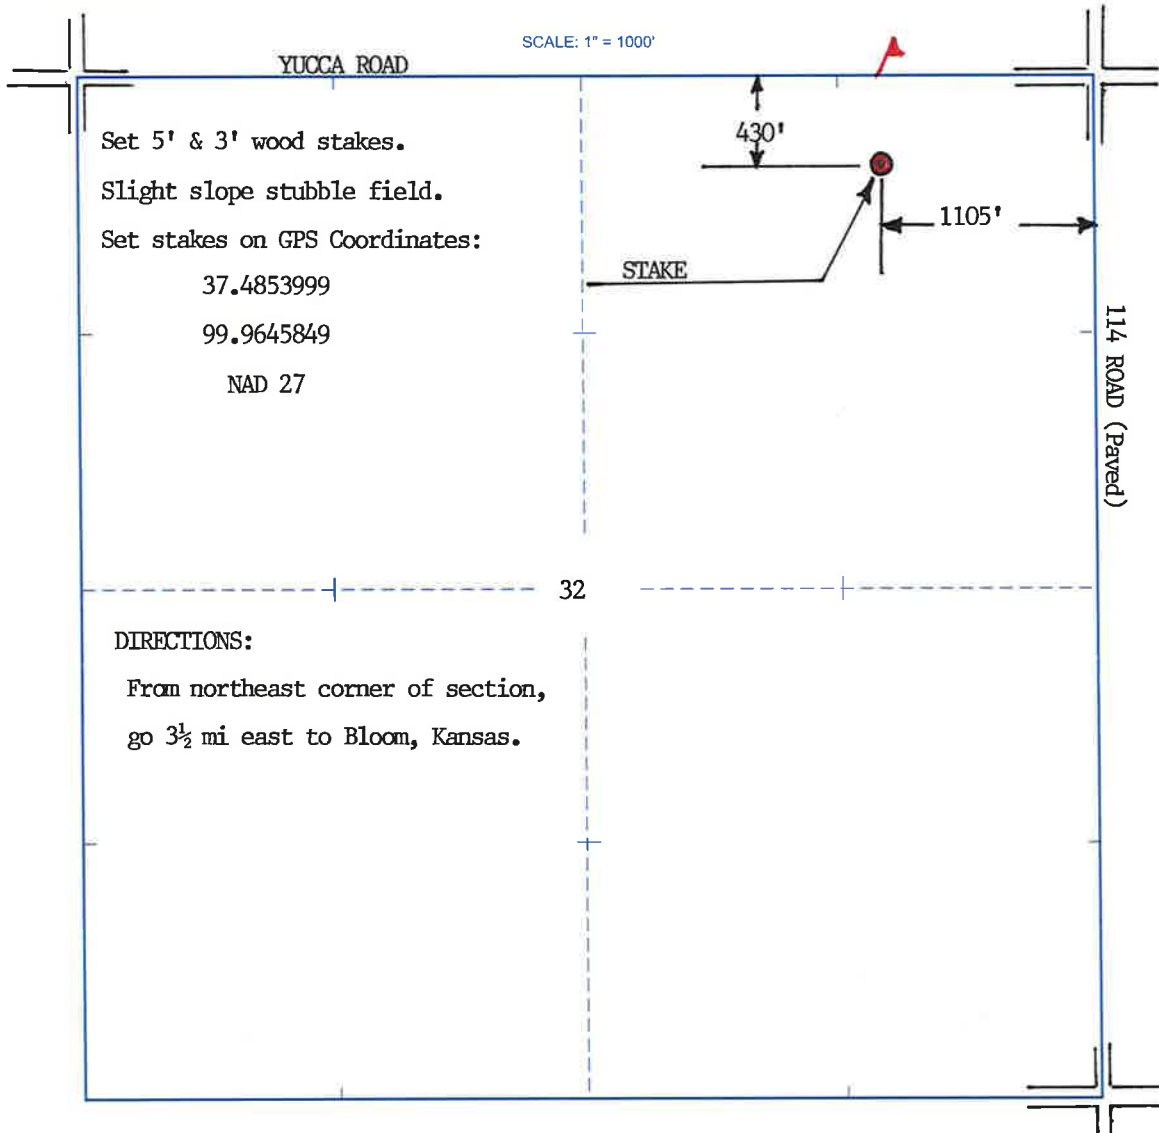 SCALE: 1" = 1000'
YUCCA ROAD
430'
Set 5' & 3' wood stakes.
Slight slope stubble field.
1105'
Set stakes on GPS Coordinates:
STAKE
37.4853999
99.9645849
NAD 27
114 ROAD (Paved)
32
DIRECTIONS:
From northeast corner of section,
go 3½ mi east to Bloom, Kansas.